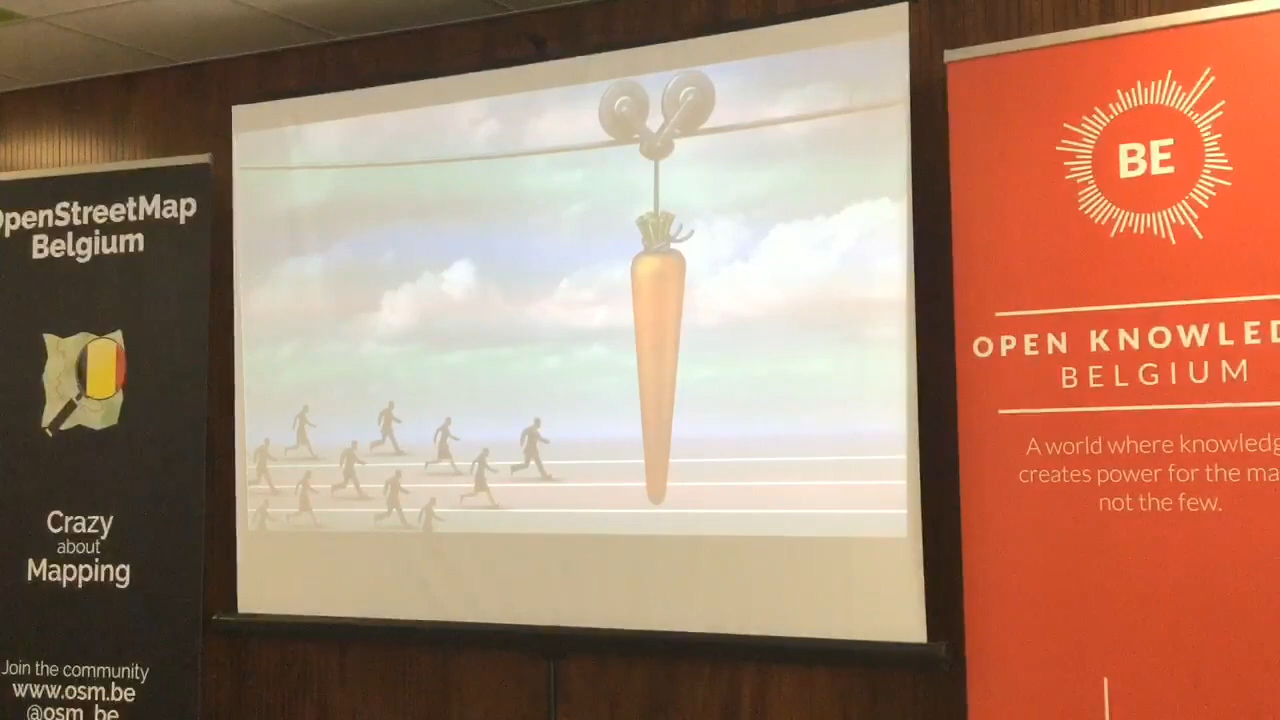 OpenStreetMap
Belgium
Crazy
about
Mapping
Join the community
www.osm.be
@osm_be
BE
OPEN KNOWLED
BELGIUM
A world where knowledg
creates power for the ma
not the few.